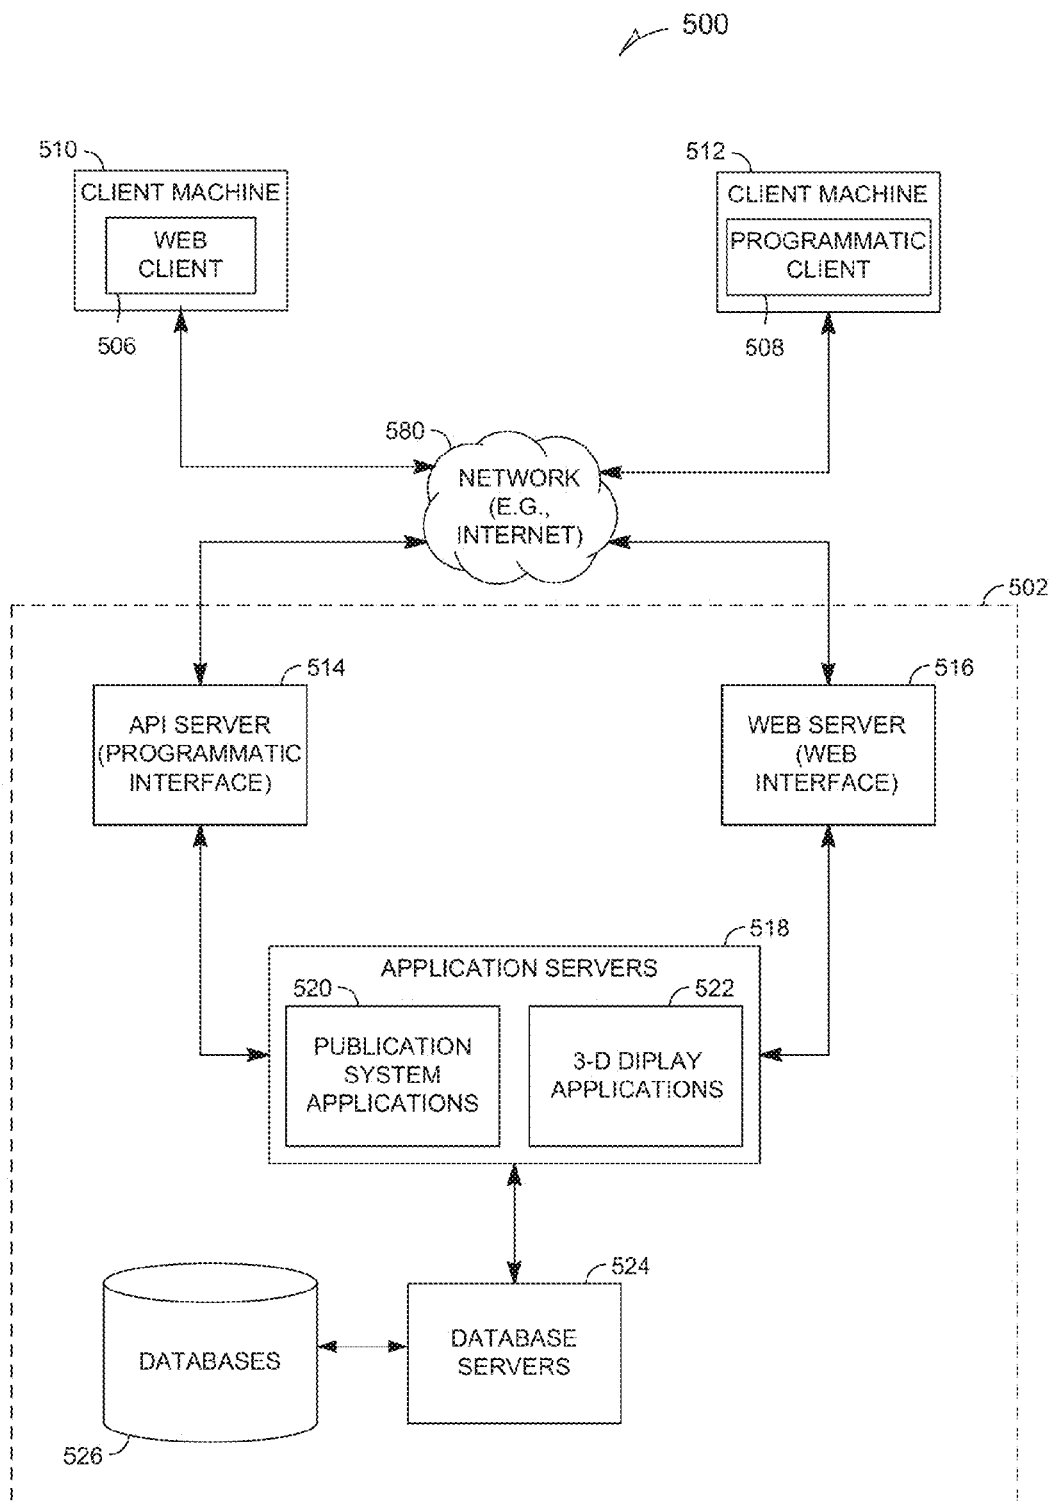 500
510
CLIENT MACHINE
WEB
CLIENT
506
512
CLIENT MACHINE
PROGRAMMATIC
CLIENT
508
580
NETWORK
(E.G.,
INTERNET)
502
514
API SERVER
(PROGRAMMATIC
INTERFACE)
516
WEB SERVER
(WEB
INTERFACE)
518
APPLICATION SERVERS
520
PUBLICATION
SYSTEM
APPLICATIONS
522
3-D DIPLAY
APPLICATIONS
524
DATABASE
SERVERS
DATABASES
526